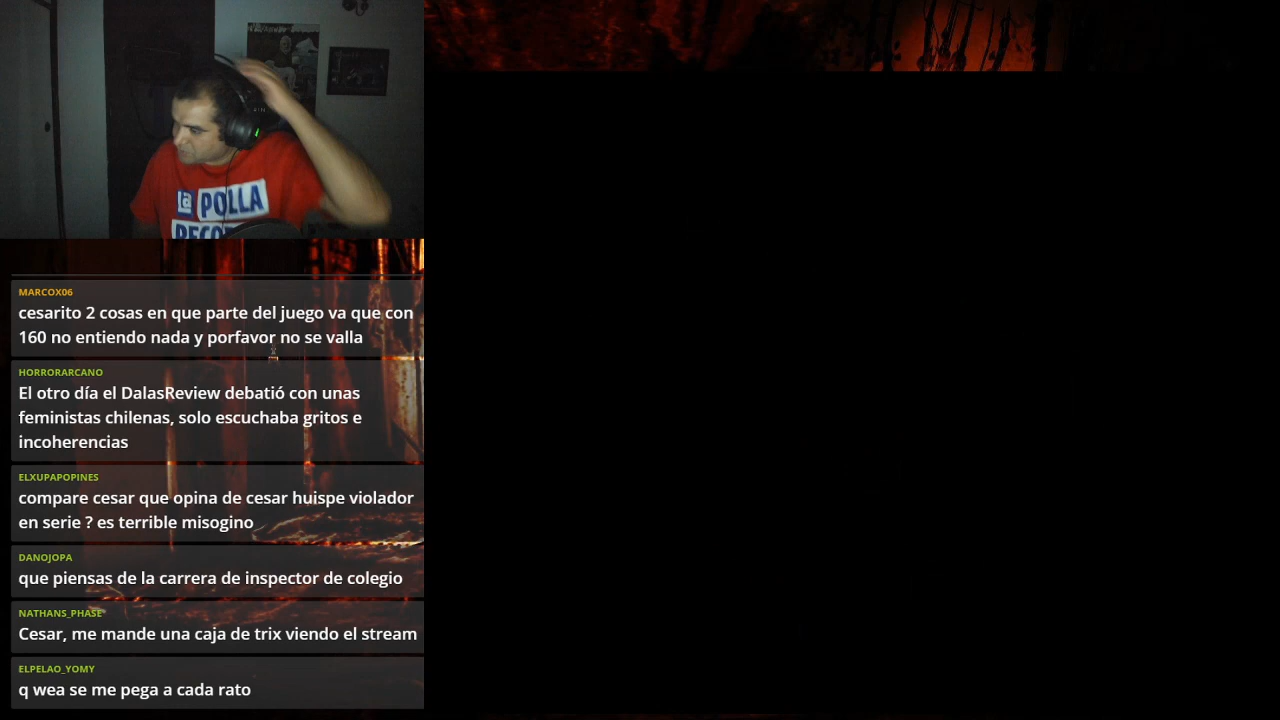 la POLLA
RECO
MARCOX06
cesarito 2 cosas en que parte del juego va que con
160 no entiendo nada y porfavor no se valla
HORRORARCANO
El otro día el DalasReview debatió con unas
feministas chilenas, solo escuchaba gritos e
incoherencias
ELXUPAPOPINES
compare cesar que opina de cesar huispe violador
en serie ? es terrible misogino
DANOJOPA
que piensas de la carrera de inspector de colegio
NATHANS_PHASE
Cesar, me mande una caja de trix viendo el stream
ELPELAO_YOMY
q wea se me pega a cada rato